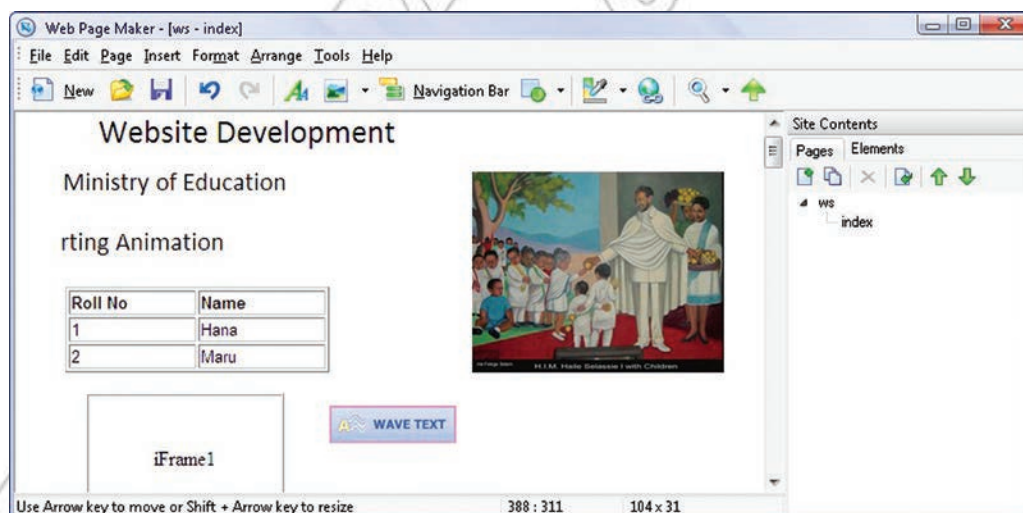 Web Page Maker - [ws - index]
File Edit Page Insert Format Arrange Tools Help
New Navigation Bar
Website Development
Ministry of Education
rting Animation
Roll No Name
1 Hana
2 Maru
H.I.M. Haile Selassie I with Children
iFrame1
WAVE TEXT
Site Contents
Pages Elements
ws
index
Use Arrow key to move or Shift + Arrow key to resize 388 : 311 104 x 31